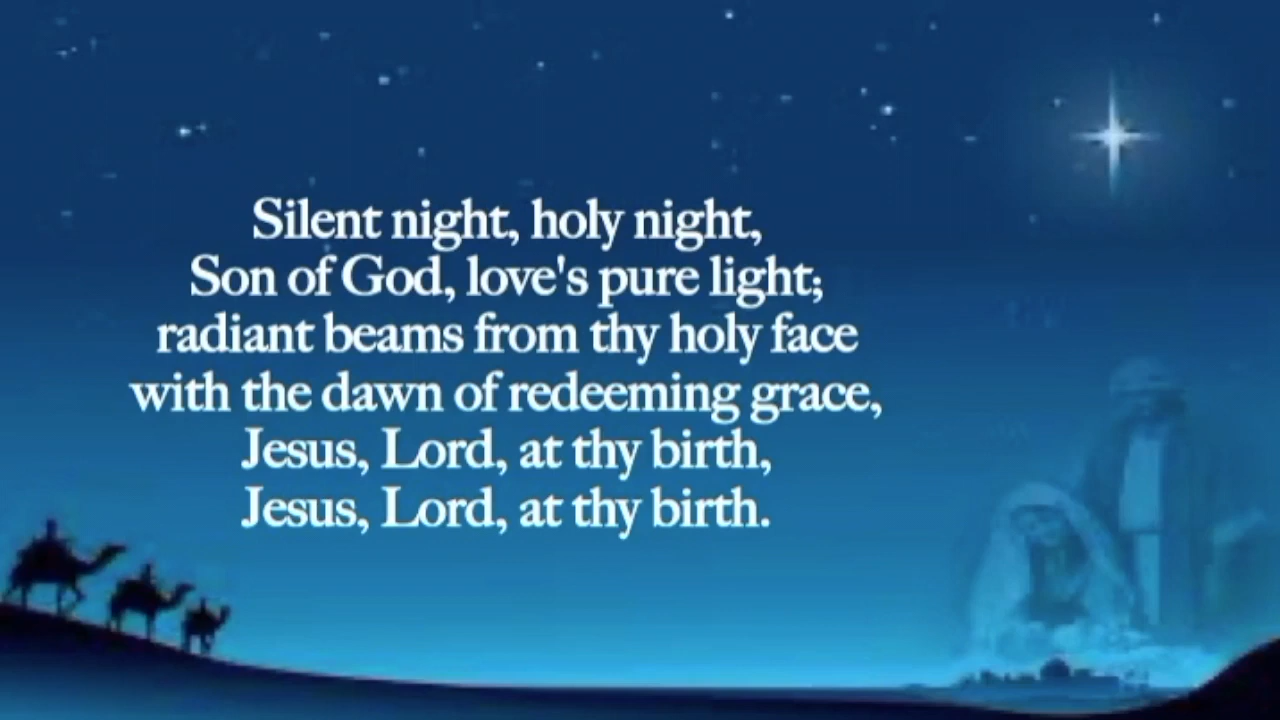 Silent night, holy night,
Son of God, love's pure light;
radiant beams from thy holy face
with the dawn of redeeming grace,
Jesus, Lord, at thy birth,
Jesus, Lord, at thy birth.